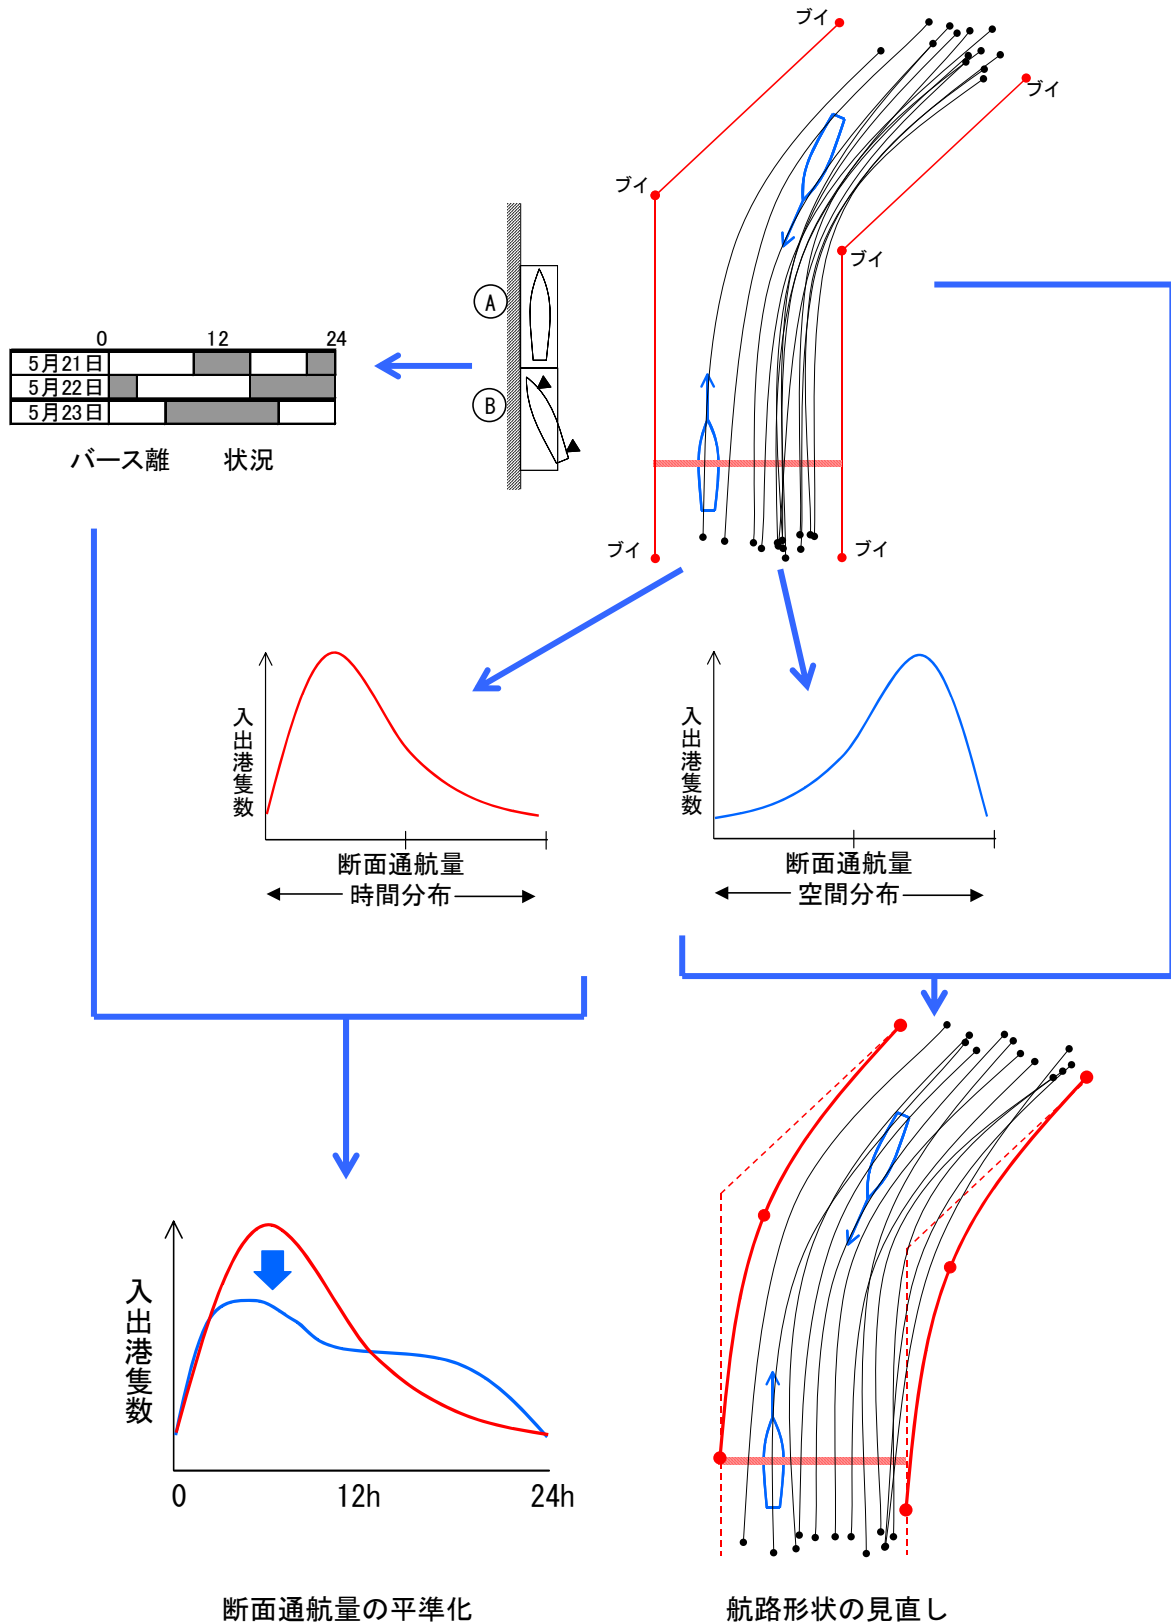 ブイ
ブイ
ブイ
ブイ
ブイ
ブイ
A
B
0 12 24
5月21日
5月22日
5月23日
バース離 状況
入出港隻数
断面通航量
時間分布
入出港隻数
断面通航量
空間分布
入出港隻数
0 12h 24h
断面通航量の平準化
航路形状の見直し